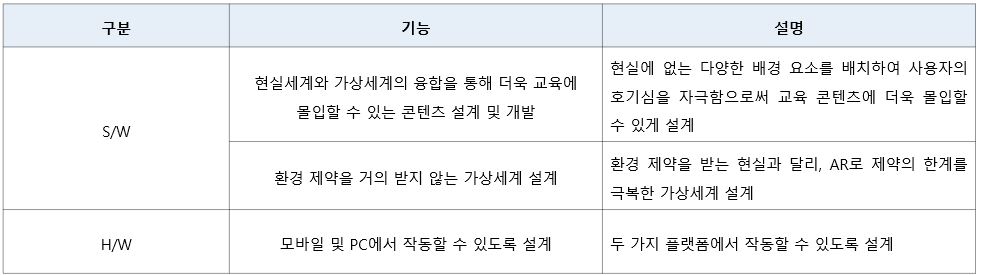 구분
기능
설명
S/W
현실세계와 가상세계의 융합을 통해 더욱 교육에
몰입할 수 있는 콘텐츠 설계 및 개발
현실에 없는 다양한 배경 요소를 배치하여 사용자의
호기심을 자극함으로써 교육 콘텐츠에 더욱 몰입할
수 있게 설계
환경 제약을 거의 받지 않는 가상세계 설계
환경 제약을 받는 현실과 달리, AR로 제약의 한계를
극복한 가상세계 설계
H/W
모바일 및 PC에서 작동할 수 있도록 설계
두 가지 플랫폼에서 작동할 수 있도록 설계